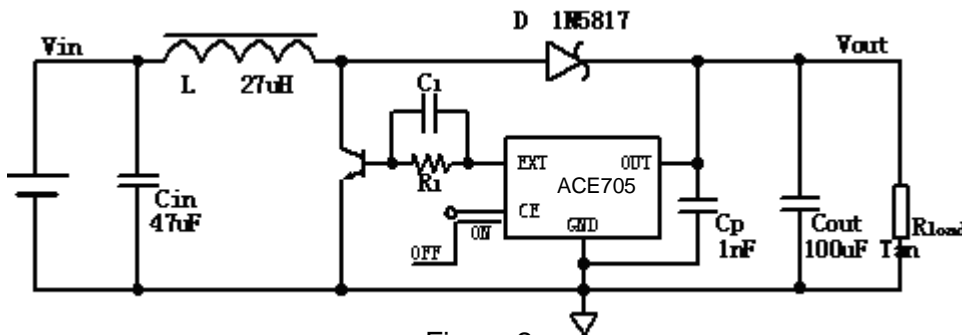 D 1N5817
Vin
Vout
L 27uH
C1
R1
EXT OUT
ACE705
CE
GND
ON
OFF
Cin
47uF
Cp
1nF
Cout
100uF Tan
Rload
Figure 2